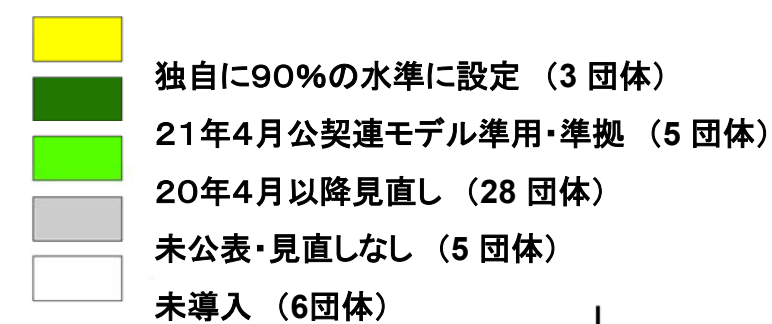 独自に９０％の水準に設定 （3 団体）
２１年４月公契連モデル準用・準拠 （5 団体）
２０年４月以降見直し （28 団体）
未公表・見直しなし （5 団体）
未導入 （6団体）